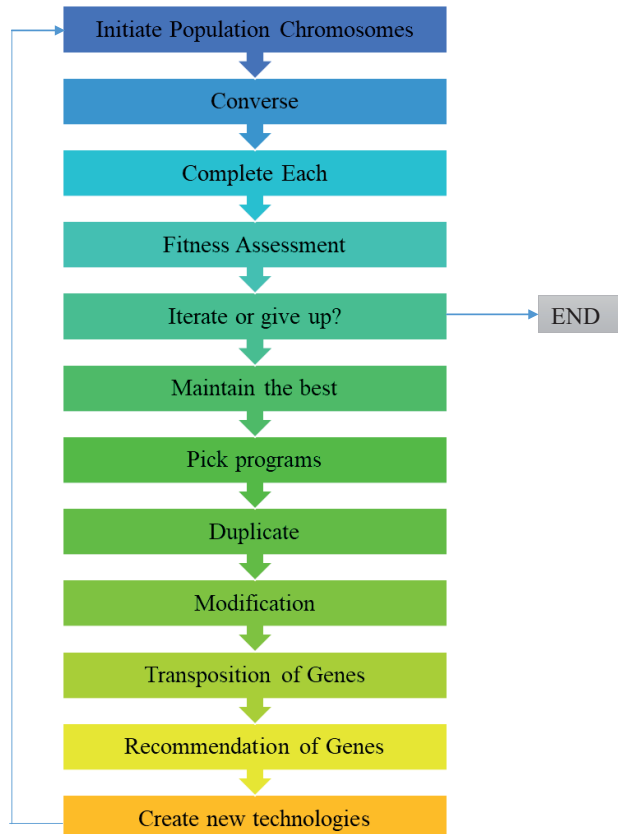 Initiate Population Chromosomes
Converse
Complete Each
Fitness Assessment
Iterate or give up?
END
Maintain the best
Pick programs
Duplicate
Modification
Transposition of Genes
Recommendation of Genes
Create new technologies